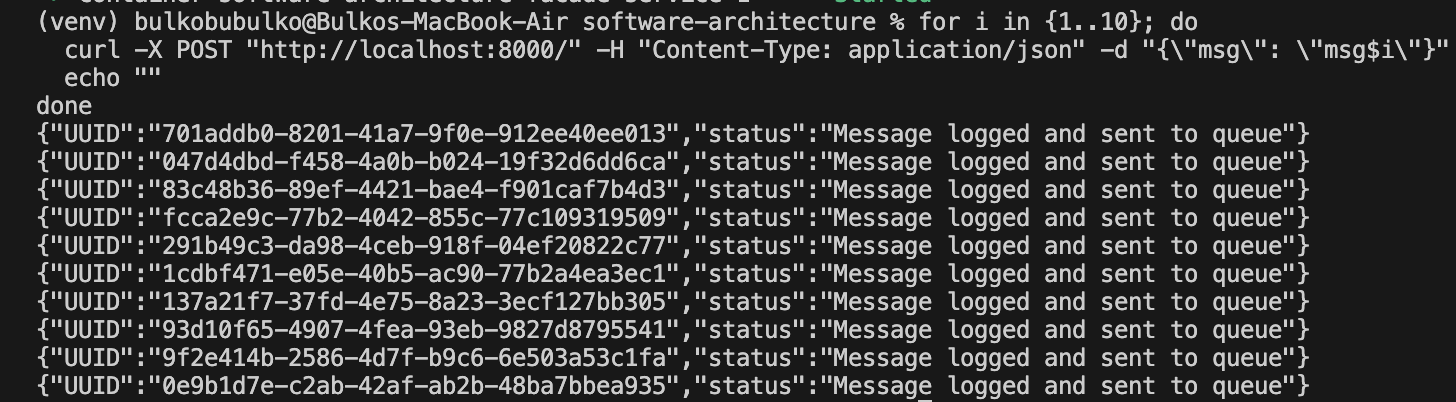 (venv) bulkobubulko@Bulkos-MacBook-Air software-architecture % for i in {1..10}; do
curl -X POST "http://localhost:8000/" -H "Content-Type: application/json" -d "{\"msg\": \"msg$i\"}"
echo ""
done
{"UUID":"701addb0-8201-41a7-9f0e-912ee40ee013","status":"Message logged and sent to queue"}
{"UUID":"047d4dbd-f458-4a0b-b024-19f32d6dd6ca","status":"Message logged and sent to queue"}
{"UUID":"83c48b36-89ef-4421-bae4-f901caf7b4d3","status":"Message logged and sent to queue"}
{"UUID":"fcca2e9c-77b2-4042-855c-77c109319509","status":"Message logged and sent to queue"}
{"UUID":"291b49c3-da98-4ceb-918f-04ef20822c77","status":"Message logged and sent to queue"}
{"UUID":"1cdbf471-e05e-40b5-ac90-77b2a4ea3ec1","status":"Message logged and sent to queue"}
{"UUID":"137a21f7-37fd-4e75-8a23-3ecf127bb305","status":"Message logged and sent to queue"}
{"UUID":"93d10f65-4907-4fea-93eb-9827d8795541","status":"Message logged and sent to queue"}
{"UUID":"9f2e414b-2586-4d7f-b9c6-6e503a53c1fa","status":"Message logged and sent to queue"}
{"UUID":"0e9b1d7e-c2ab-42af-ab2b-48ba7bbea935","status":"Message logged and sent to queue"}